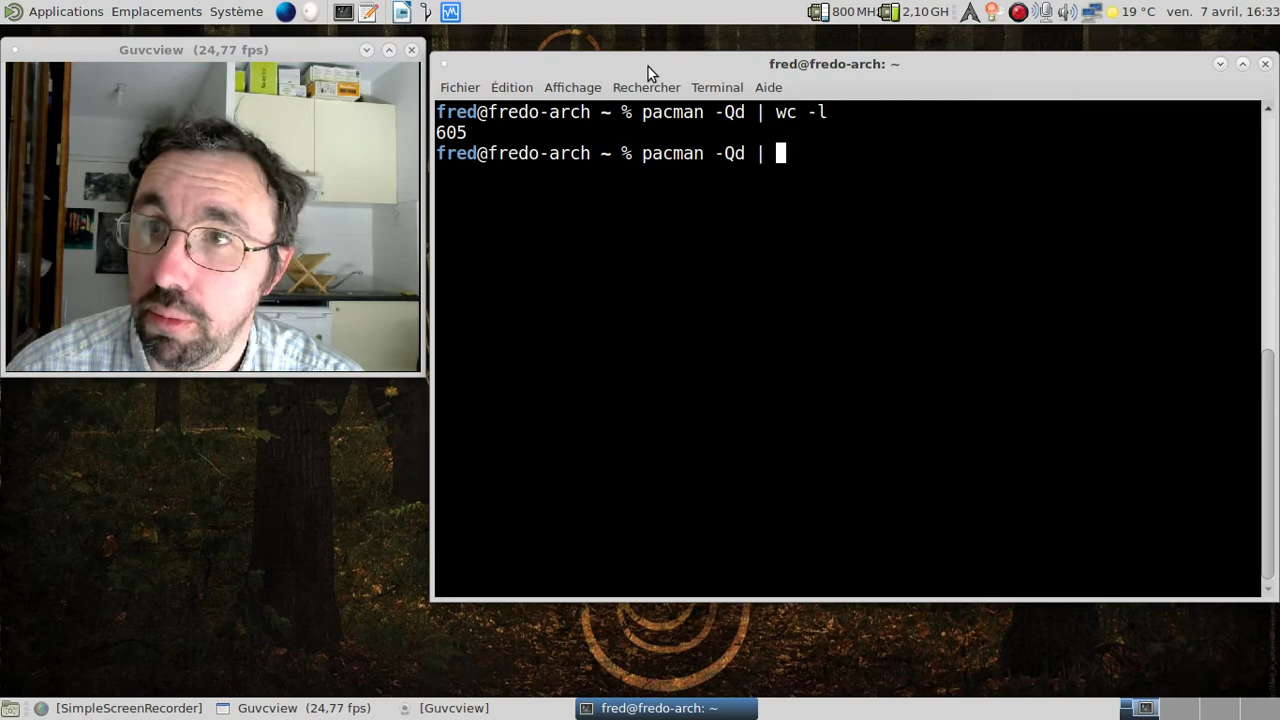 Applications Emplacements Système
800 MH
2,10 GH
19 °C ven. 7 avril, 16:33
Guvcview (24,77 fps)
fred@fredo-arch: ~
Fichier Édition Affichage Rechercher Terminal Aide
fred@fredo-arch ~ % pacman -Qd | wc -l
605
fred@fredo-arch ~ % pacman -Qd |
[SimpleScreenRecorder] Guvcview (24,77 fps) [Guvcview] fred@fredo-arch: ~